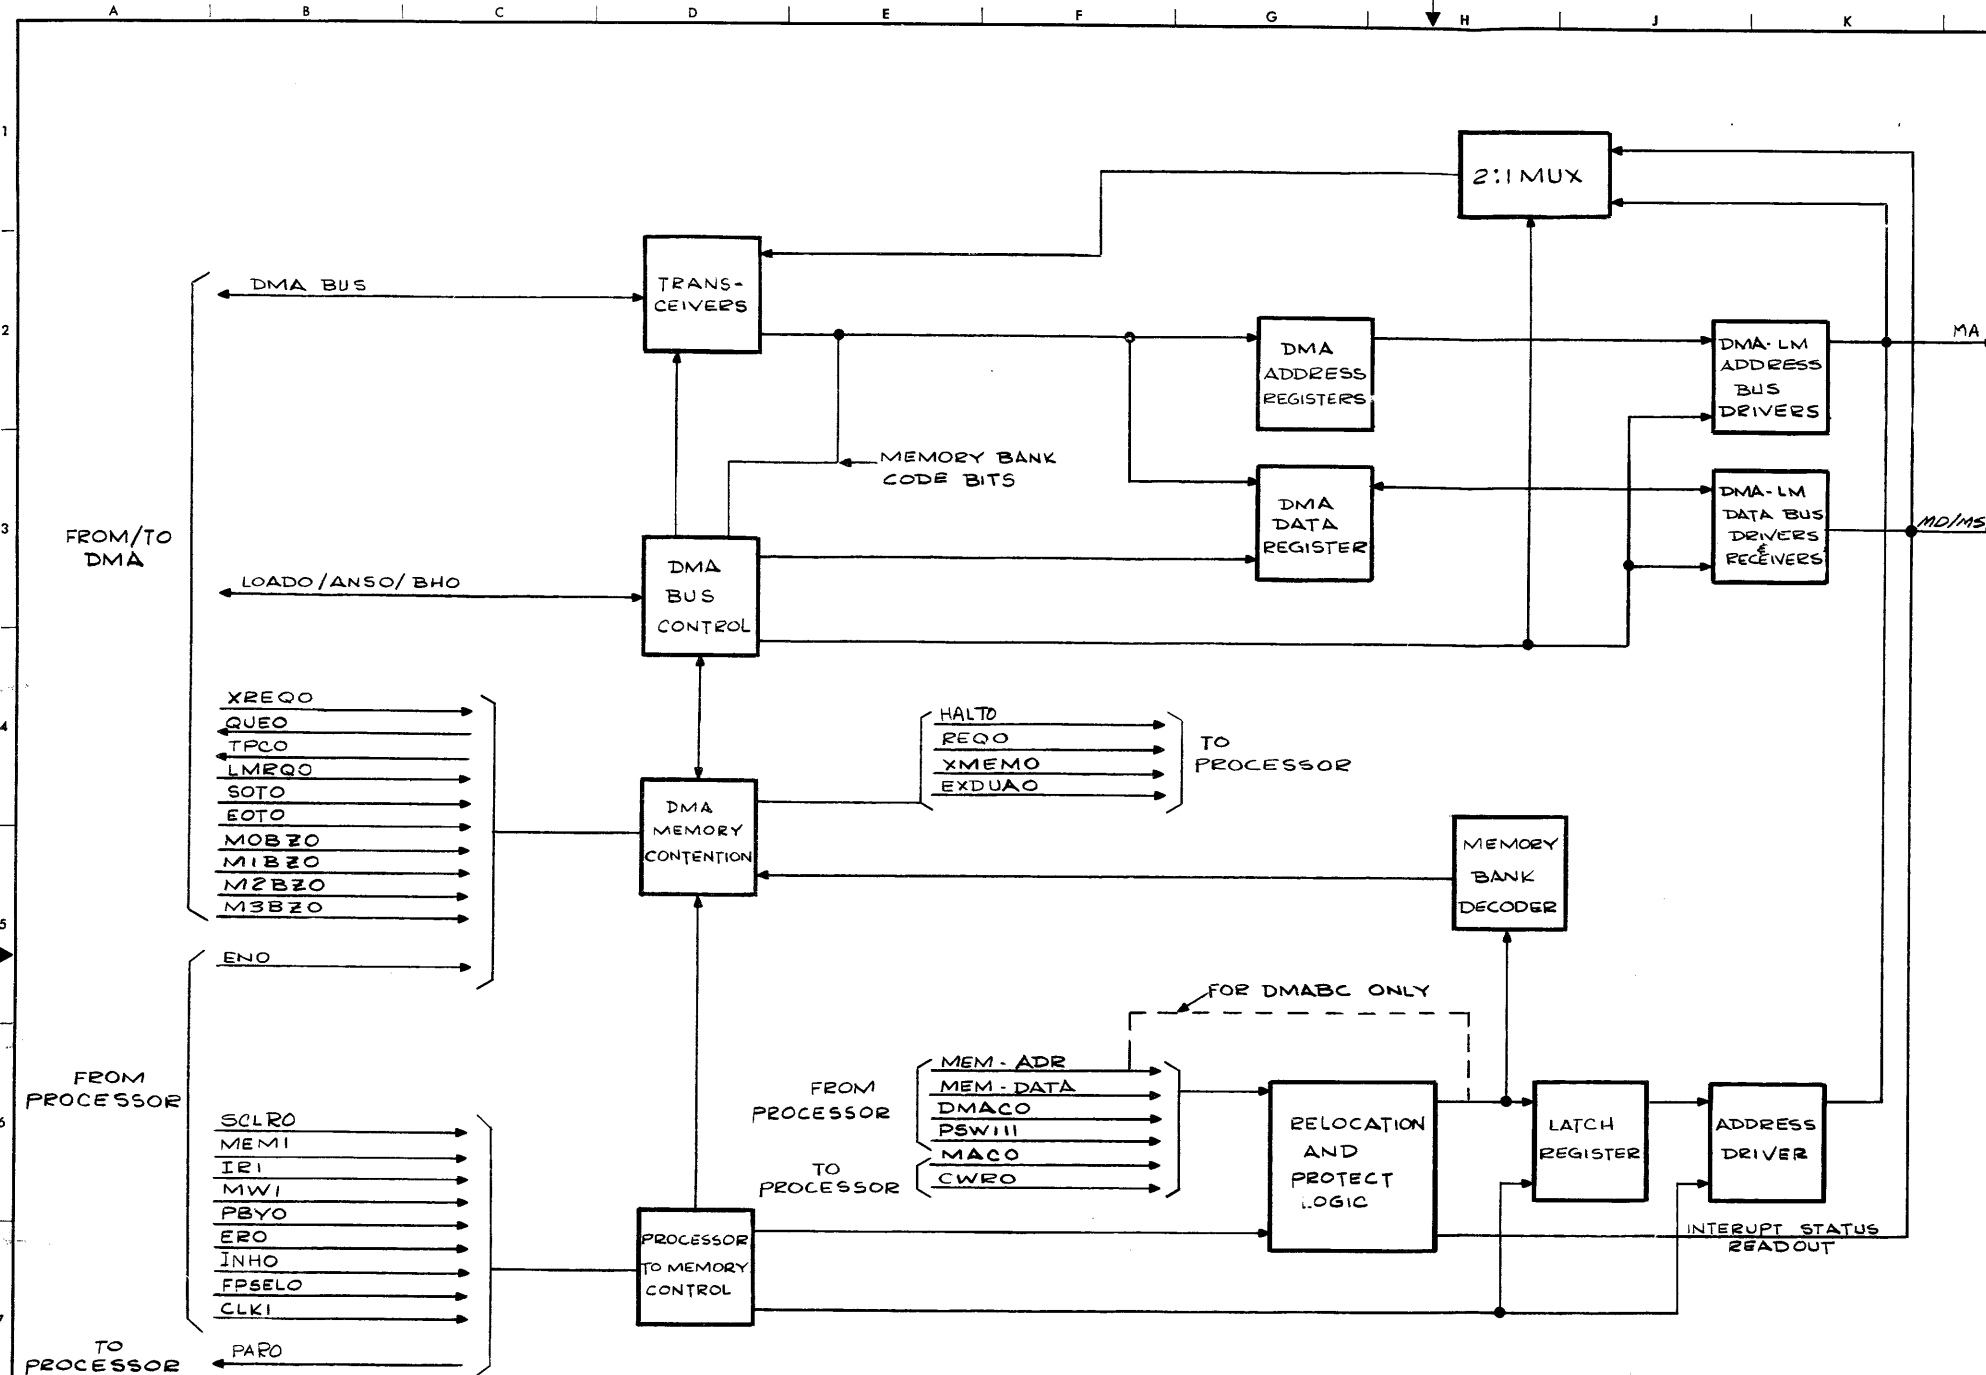 A B C D E F G H J K
1
2:1 MUX
DMA BUS
TRANS-
CEIVERS
2
DMA
ADDRESS
REGISTERS
DMA-LM
ADDRESS
BUS
DRIVERS
MA
MEMORY BANK
CODE BITS
DMA
DATA
REGISTER
DMA-LM
DATA BUS
DRIVERS
&
RECEIVERS
MD/MS
3
FROM/TO
DMA
LOADO/ANSO/BHO
DMA
BUS
CONTROL
4
XREQO
QUEO
TPCO
LMRQO
SOTO
EOTO
M0BZO
M1BZO
M2BZO
M3BZO
HALTO
REQO
XMEMO
EXDUAO
TO
PROCESSOR
DMA
MEMORY
CONTENTION
MEMORY
BANK
DECODER
5
ENO
FOR DMABC ONLY
FROM
PROCESSOR
FROM
PROCESSOR
MEM-ADR
MEM-DATA
DMACO
PSW111
MACO
CWRO
TO
PROCESSOR
RELOCATION
AND
PROTECT
LOGIC
LATCH
REGISTER
ADDRESS
DRIVER
6
SCLRO
MEM1
IR1
MW1
PBYO
ERO
INHO
FPSELO
CLK1
PROCESSOR
TO MEMORY
CONTROL
INTERUPT STATUS
READOUT
7
TO
PROCESSOR
PARO